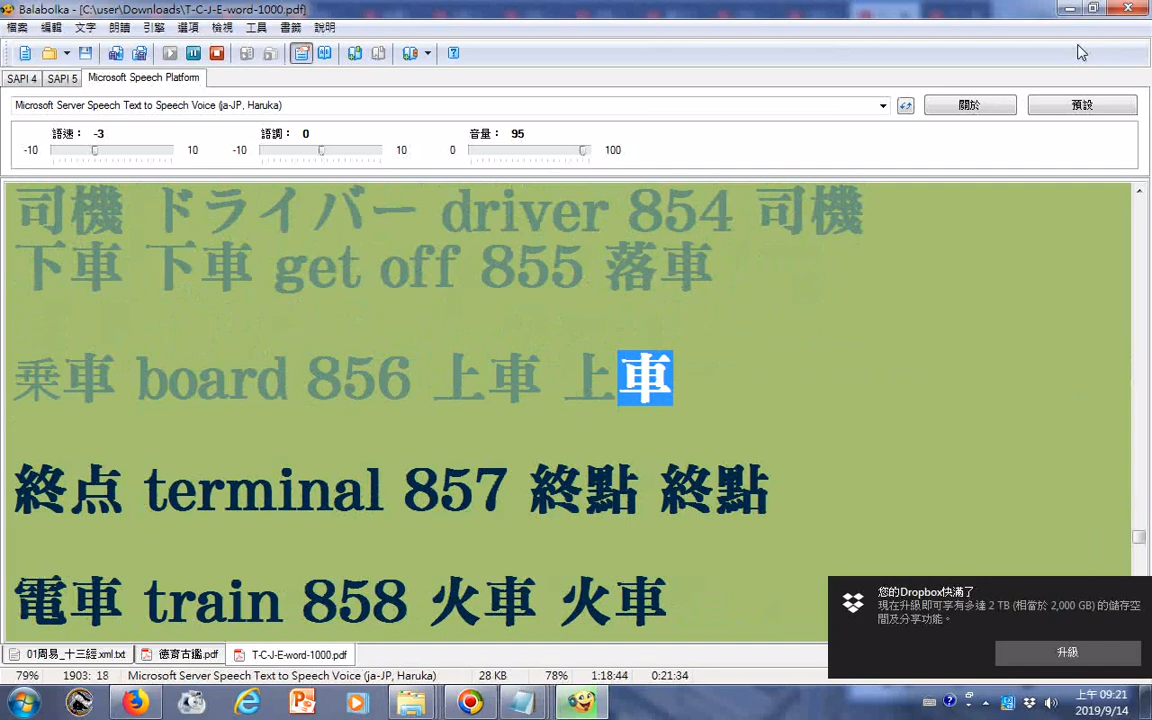 Balabolka - [C:\user\Downloads\T-C-J-E-word-1000.pdf]
檔案 編輯 文字 朗讀 引擎 選項 檢視 工具 書籤 說明
SAPI 4 SAPI 5 Microsoft Speech Platform
Microsoft Server Speech Text to Speech Voice (ja-JP, Haruka) 關於 預設
語速： -3 語調： 0 音量： 95
-10 10 -10 10 0 100
司機 ドライバー driver 854 司機
下車 下車 get off 855 落車
乗車 board 856 上車 上車
終点 terminal 857 終點 終點
電車 train 858 火車 火車
您的Dropbox快滿了
現在升級即可享有多達 2 TB (相當於 2,000 GB) 的儲存空
間及分享功能。
升級
01周易_十三經.xml.txt 德育古鑑.pdf T-C-J-E-word-1000.pdf
79% 1903: 18 Microsoft Server Speech Text to Speech Voice (ja-JP, Haruka) 28 KB 78% 1:18:44 0:21:34
上午 09:21
2019/9/14